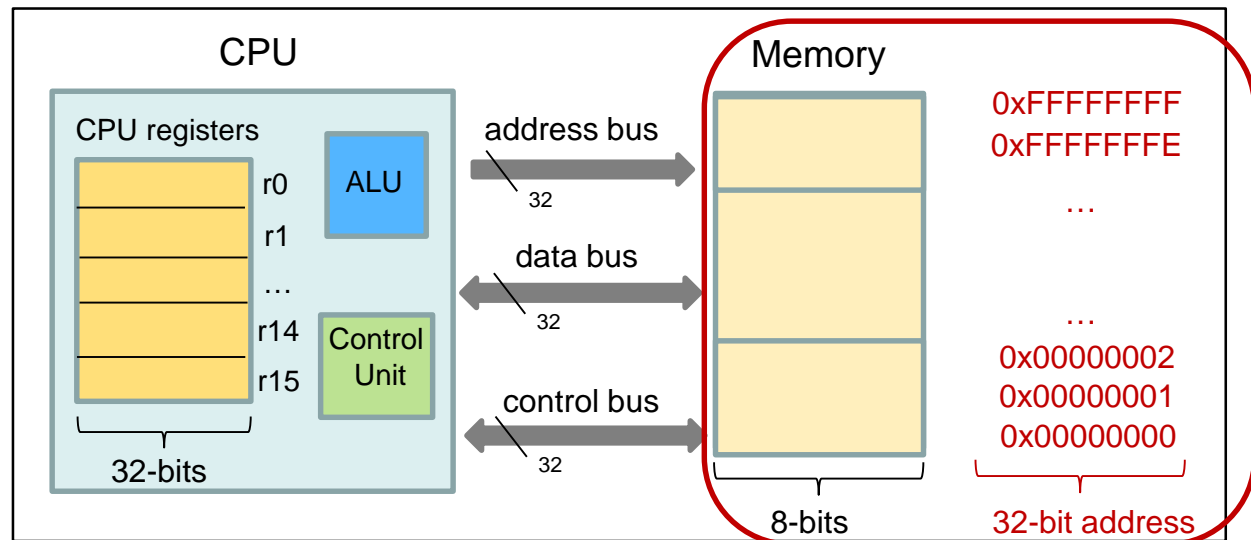 CPU
CPU registers
r0
r1
…
r14
r15
32-bits
ALU
Control
Unit
address bus
32
data bus
32
control bus
32
Memory
8-bits
0xFFFFFFFF
0xFFFFFFFE
…
…
0x00000002
0x00000001
0x00000000
32-bit address